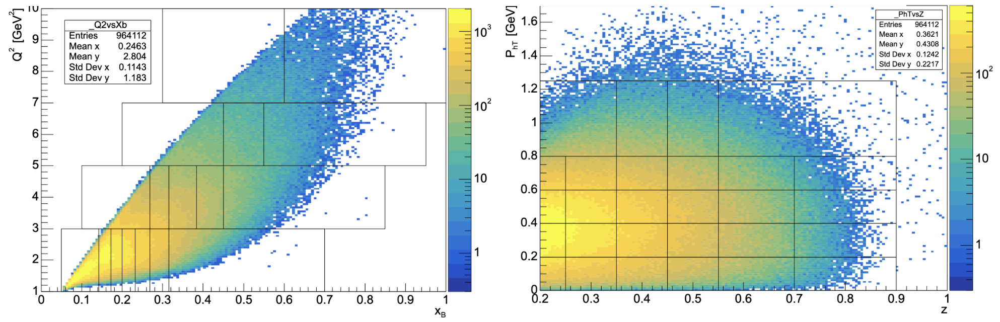 _Q2vsXb
Entries 964112
Mean x 0.2463
Mean y 2.804
Std Dev x 0.1143
Std Dev y 1.183
Q² [GeV²]
10
9
8
7
6
5
4
3
2
1
0 0.1 0.2 0.3 0.4 0.5 0.6 0.7 0.8 0.9 1
x_B
10³
10²
10
1
_PhTvsZ
Entries 964112
Mean x 0.3621
Mean y 0.4308
Std Dev x 0.1242
Std Dev y 0.2217
P_hT [GeV]
1.6
1.4
1.2
1
0.8
0.6
0.4
0.2
0
0.2 0.3 0.4 0.5 0.6 0.7 0.8 0.9 1
z
10²
10
1